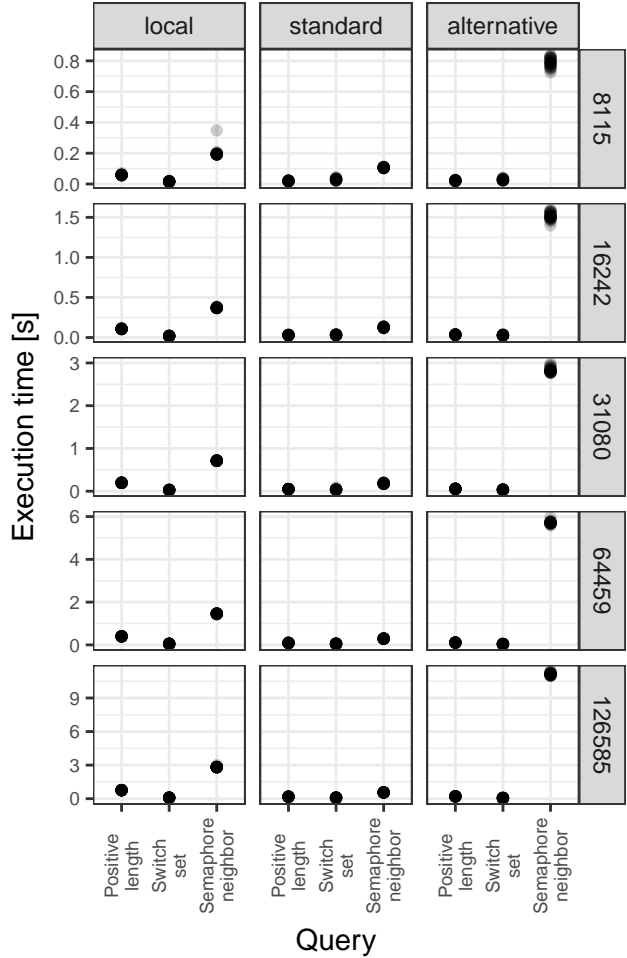 local standard alternative
0.8
0.6
0.4
0.2
0.0
8115
1.5
1.0
0.5
0.0
16242
3
2
1
0
31080
6
4
2
0
64459
9
6
3
0
126585
Execution time [s]
Positive
length
Switch
set
Semaphore
neighbor
Positive
length
Switch
set
Semaphore
neighbor
Positive
length
Switch
set
Semaphore
neighbor
Query